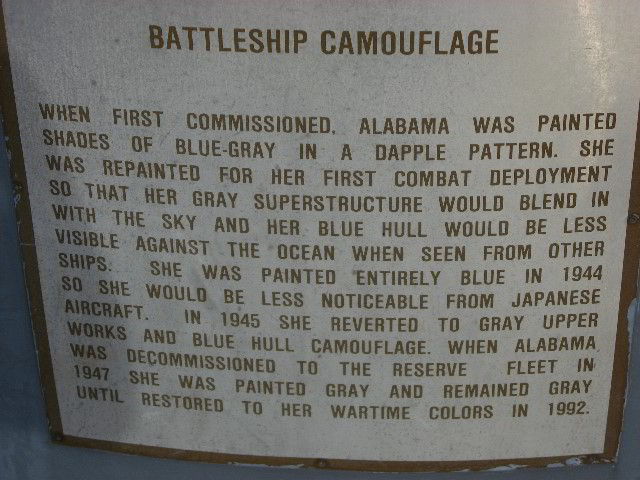 BATTLESHIP CAMOUFLAGE
WHEN FIRST COMMISSIONED, ALABAMA WAS PAINTED
SHADES OF BLUE-GRAY IN A DAPPLE PATTERN. SHE
WAS REPAINTED FOR HER FIRST COMBAT DEPLOYMENT
SO THAT HER GRAY SUPERSTRUCTURE WOULD BLEND IN
WITH THE SKY AND HER BLUE HULL WOULD BE LESS
VISIBLE AGAINST THE OCEAN WHEN SEEN FROM OTHER
SHIPS. SHE WAS PAINTED ENTIRELY BLUE IN 1944
SO SHE WOULD BE LESS NOTICEABLE FROM JAPANESE
AIRCRAFT. IN 1945 SHE REVERTED TO GRAY UPPER
WORKS AND BLUE HULL CAMOUFLAGE. WHEN ALABAMA
WAS DECOMMISSIONED TO THE RESERVE FLEET IN
1947 SHE WAS PAINTED GRAY AND REMAINED GRAY
UNTIL RESTORED TO HER WARTIME COLORS IN 1992.